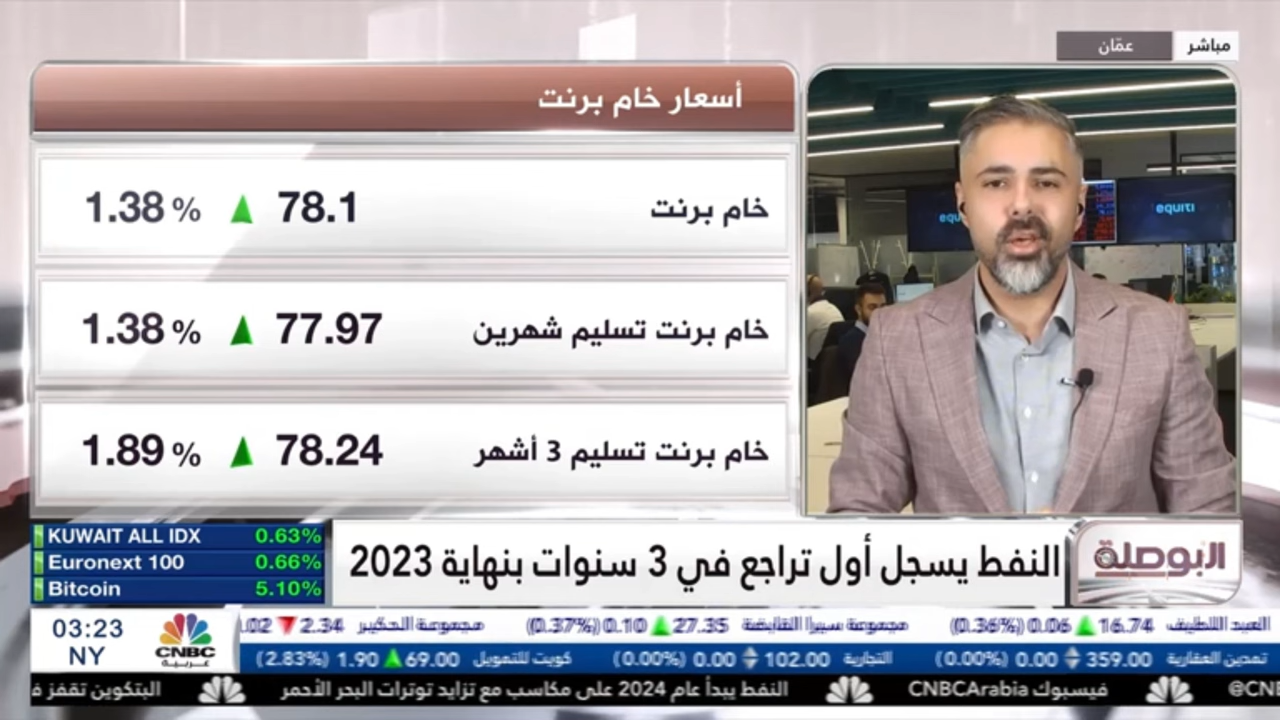 مباشر عمّان
أسعار خام برنت
خام برنت 78.1 1.38 %
خام برنت تسليم شهرين 77.97 1.38 %
خام برنت تسليم 3 أشهر 78.24 1.89 %
equiti
equiti
KUWAIT ALL IDX 0.63%
Euronext 100 0.66%
Bitcoin 5.10%
النفط يسجل أول تراجع في 3 سنوات بنهاية 2023
البوصلة
03:23
NY
CNBC
عربية
العبد اللطيف 16.74 0.06 (0.36%) مجموعة سيرا القابضة 27.35 0.10 (0.37%) 2.34
تمدين العقارية 359.00 0.00 (0.00%) التجارية 102.00 0.00 (0.00%) كويت للتمويل 69.00 1.90 (2.83%)
فيسبوك CNBCArabia النفط يبدأ عام 2024 على مكاسب مع تزايد توترات البحر الأحمر البتكوين تقفز